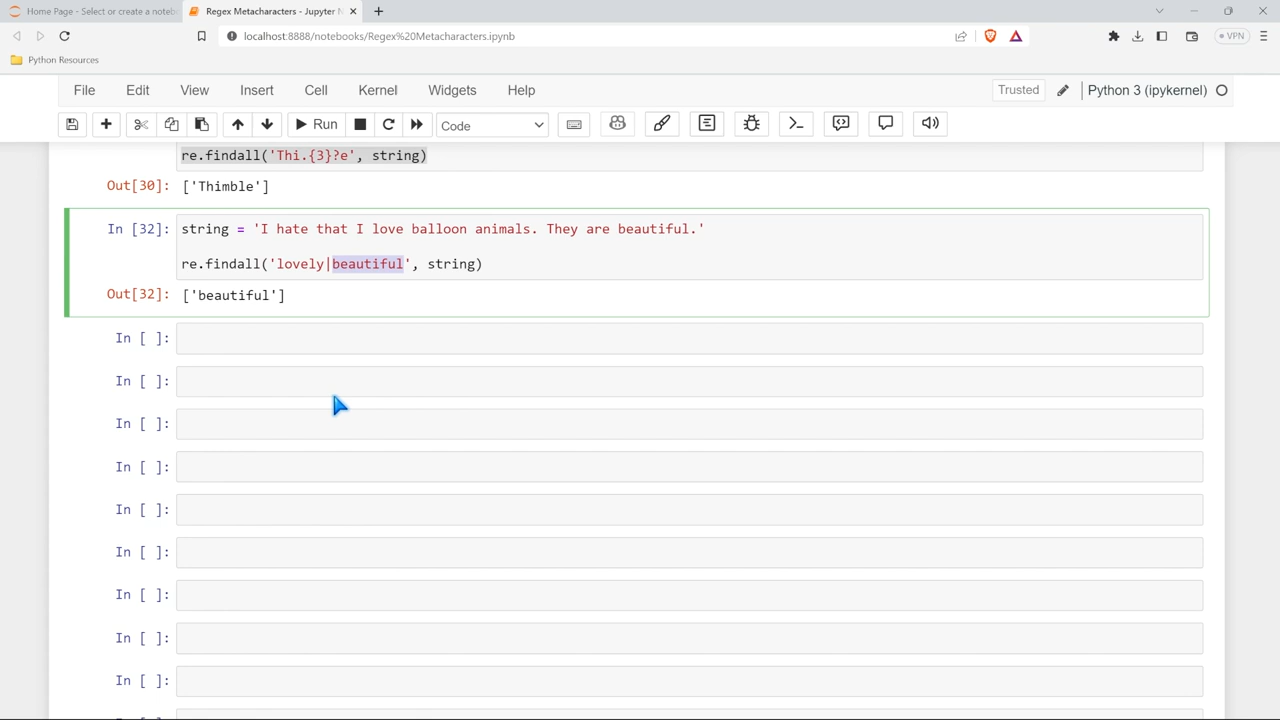 Home Page - Select or create a noteb
Regex Metacharacters - Jupyter N
localhost:8888/notebooks/Regex%20Metacharacters.ipynb
VPN
Python Resources
File Edit View Insert Cell Kernel Widgets Help
Trusted
Python 3 (ipykernel)
Run
Code
re.findall('Thi.{3}?e', string)
Out[30]: ['Thimble']
In [32]: string = 'I hate that I love balloon animals. They are beautiful.'
re.findall('lovely|beautiful', string)
Out[32]: ['beautiful']
In [ ]:
In [ ]:
In [ ]:
In [ ]:
In [ ]:
In [ ]:
In [ ]:
In [ ]:
In [ ]: